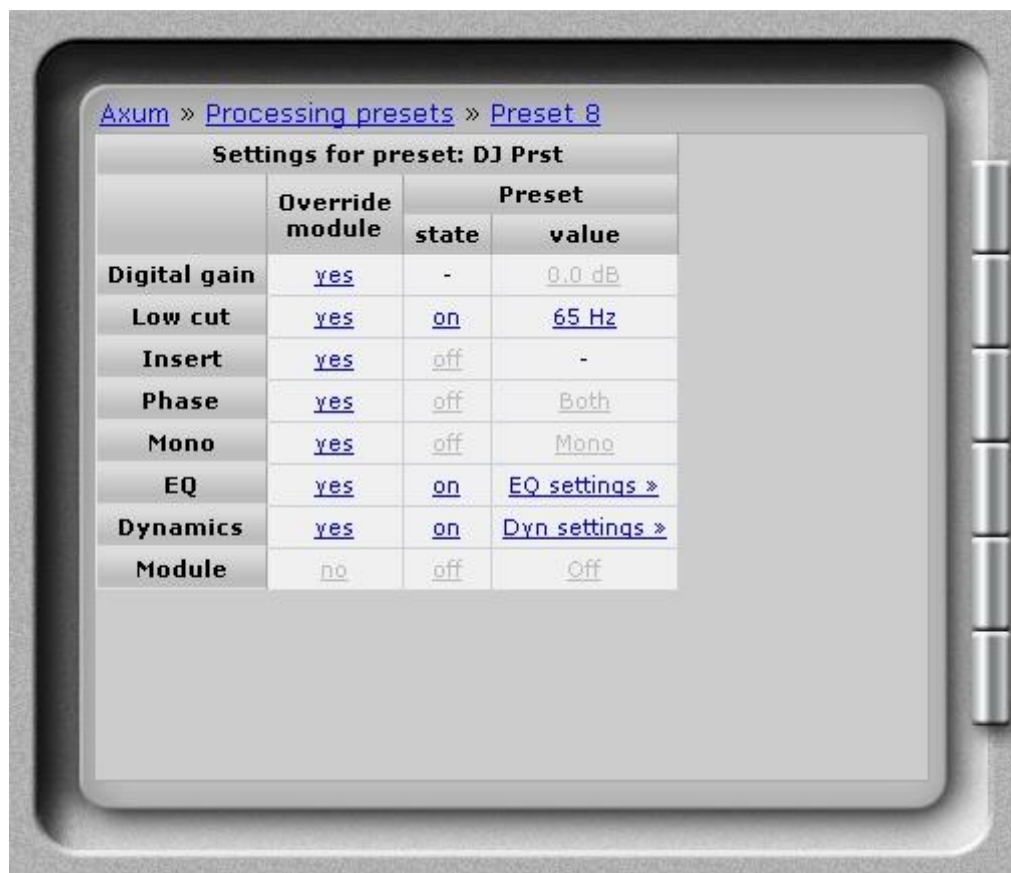 Axum » Processing presets » Preset 8
Settings for preset: DJ Prst
Override module Preset
state value
Digital gain yes - 0.0 dB
Low cut yes on 65 Hz
Insert yes off -
Phase yes off Both
Mono yes off Mono
EQ yes on EQ settings »
Dynamics yes on Dyn settings »
Module no off Off